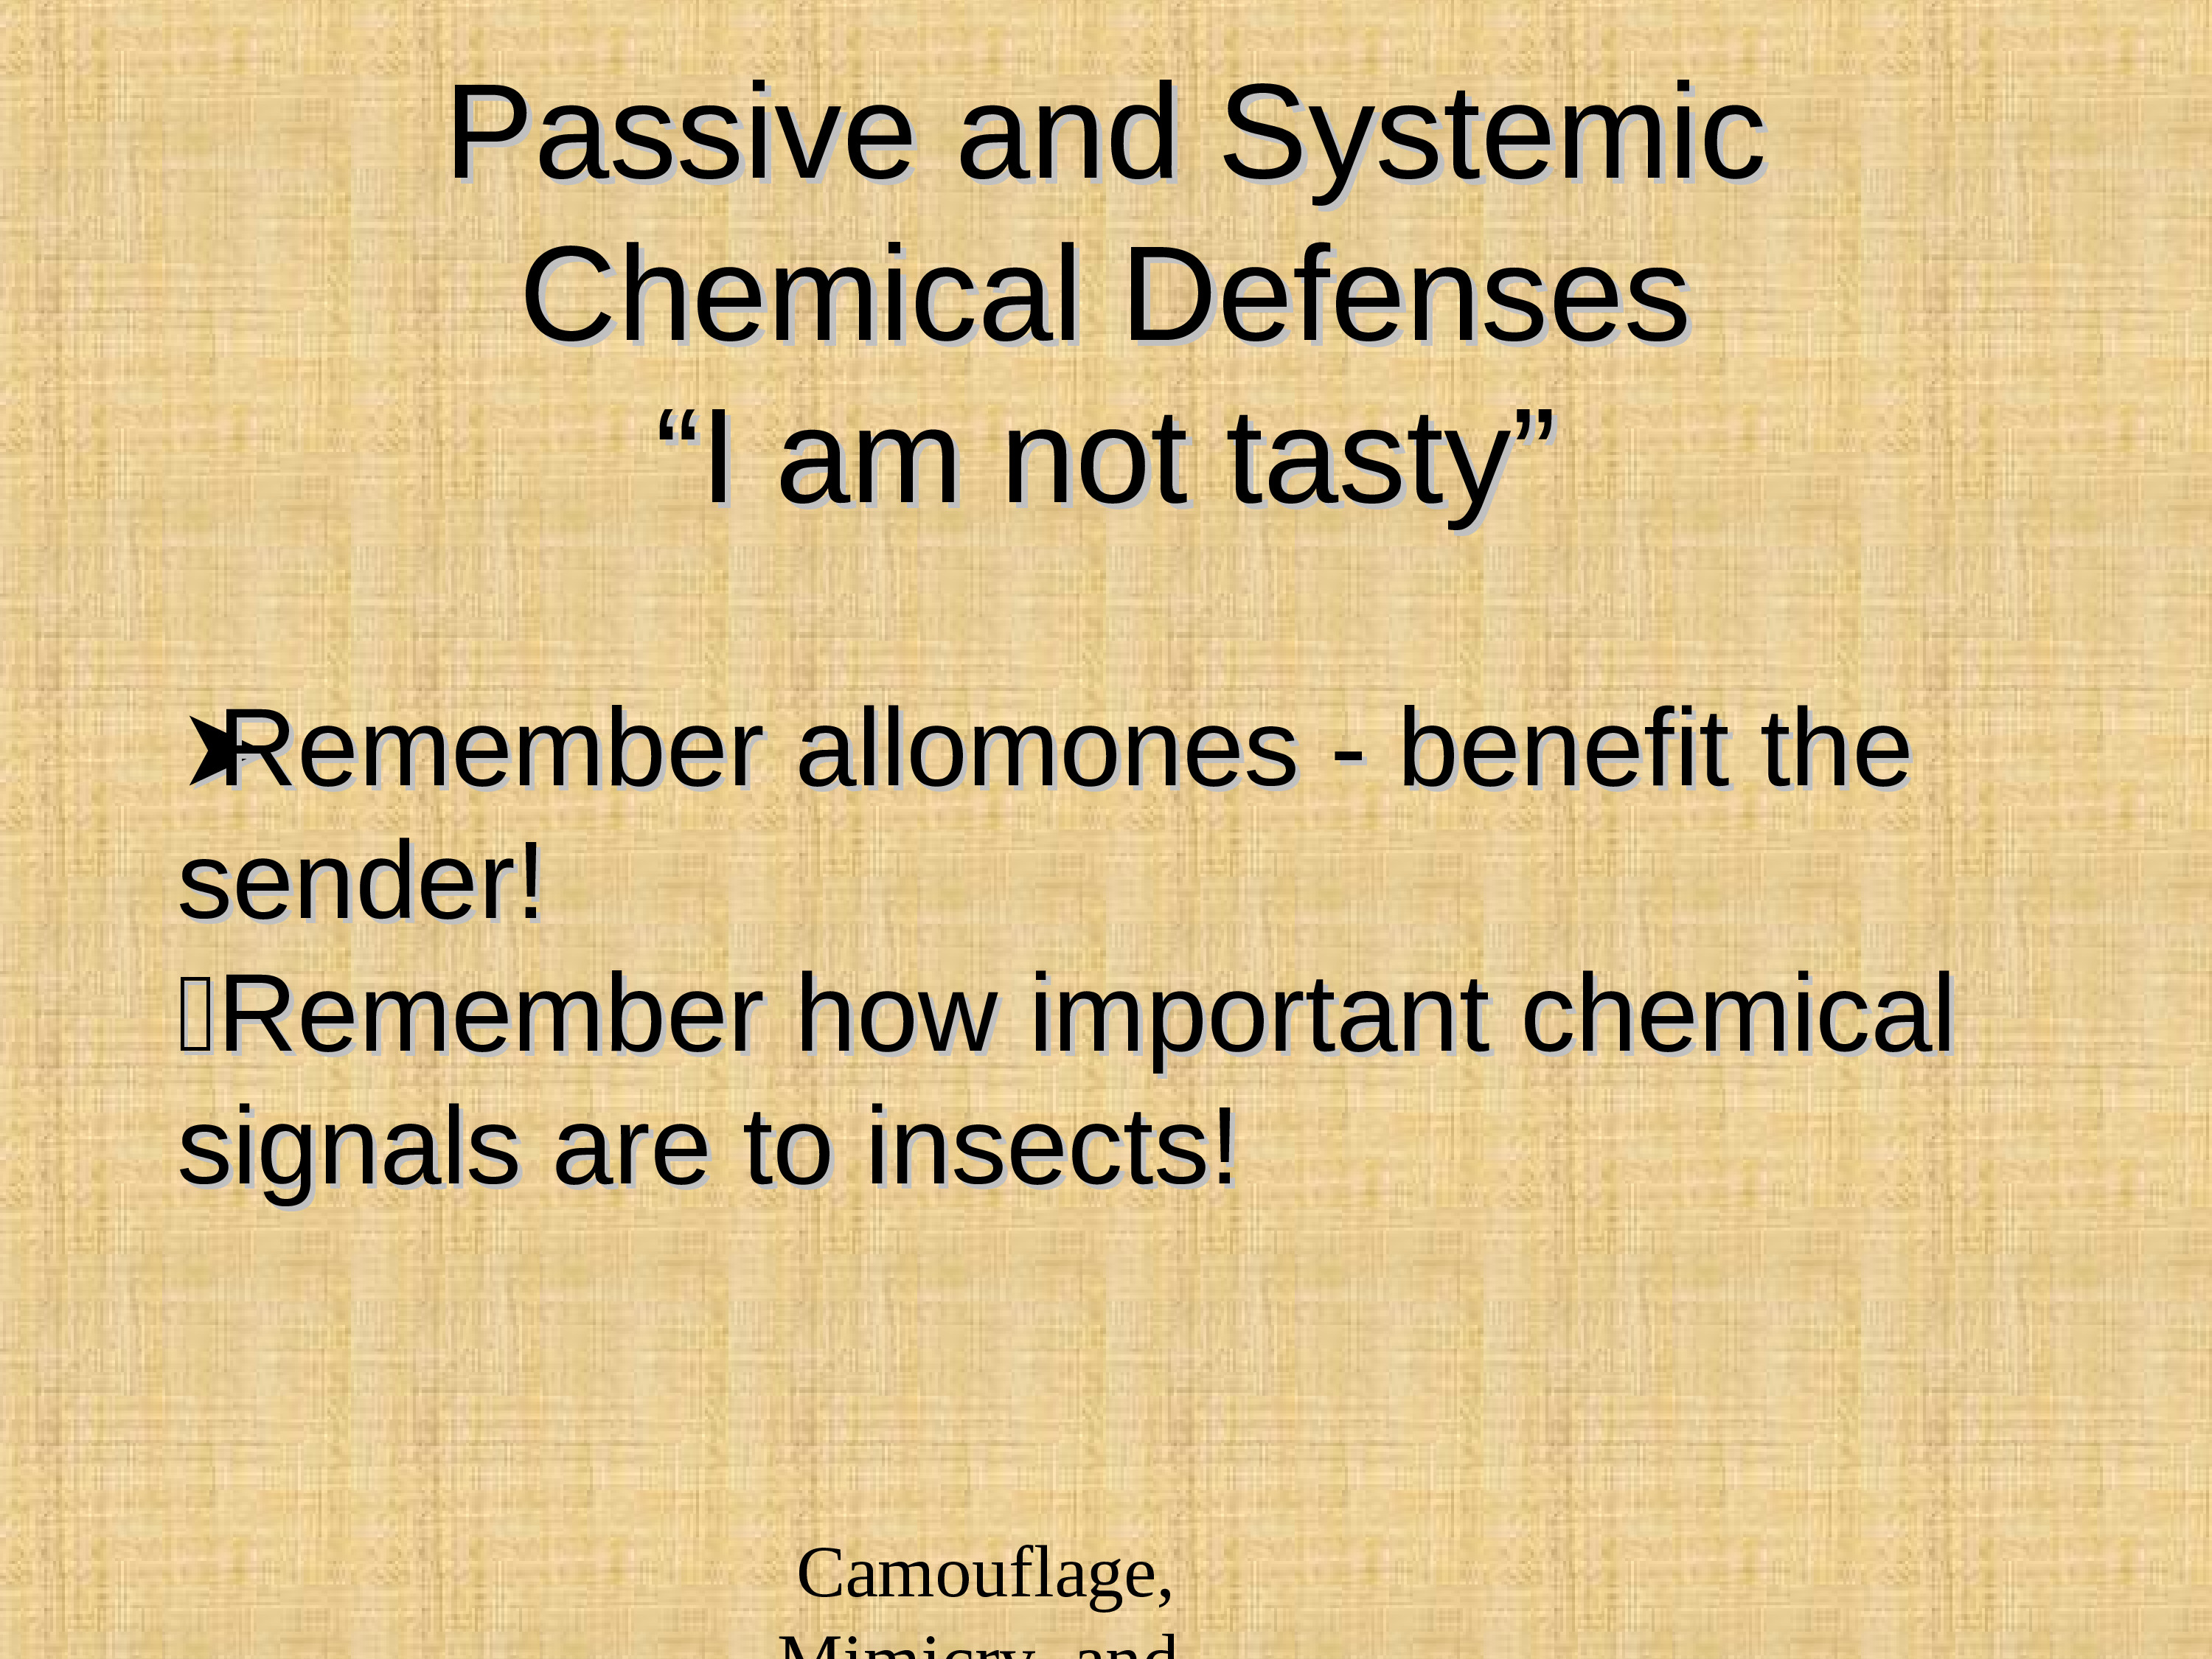 Passive and Systemic
Chemical Defenses
“I am not tasty”
➤Remember allomones - benefit the
sender!
Remember how important chemical
signals are to insects!
Camouflage,
Mimicry, and